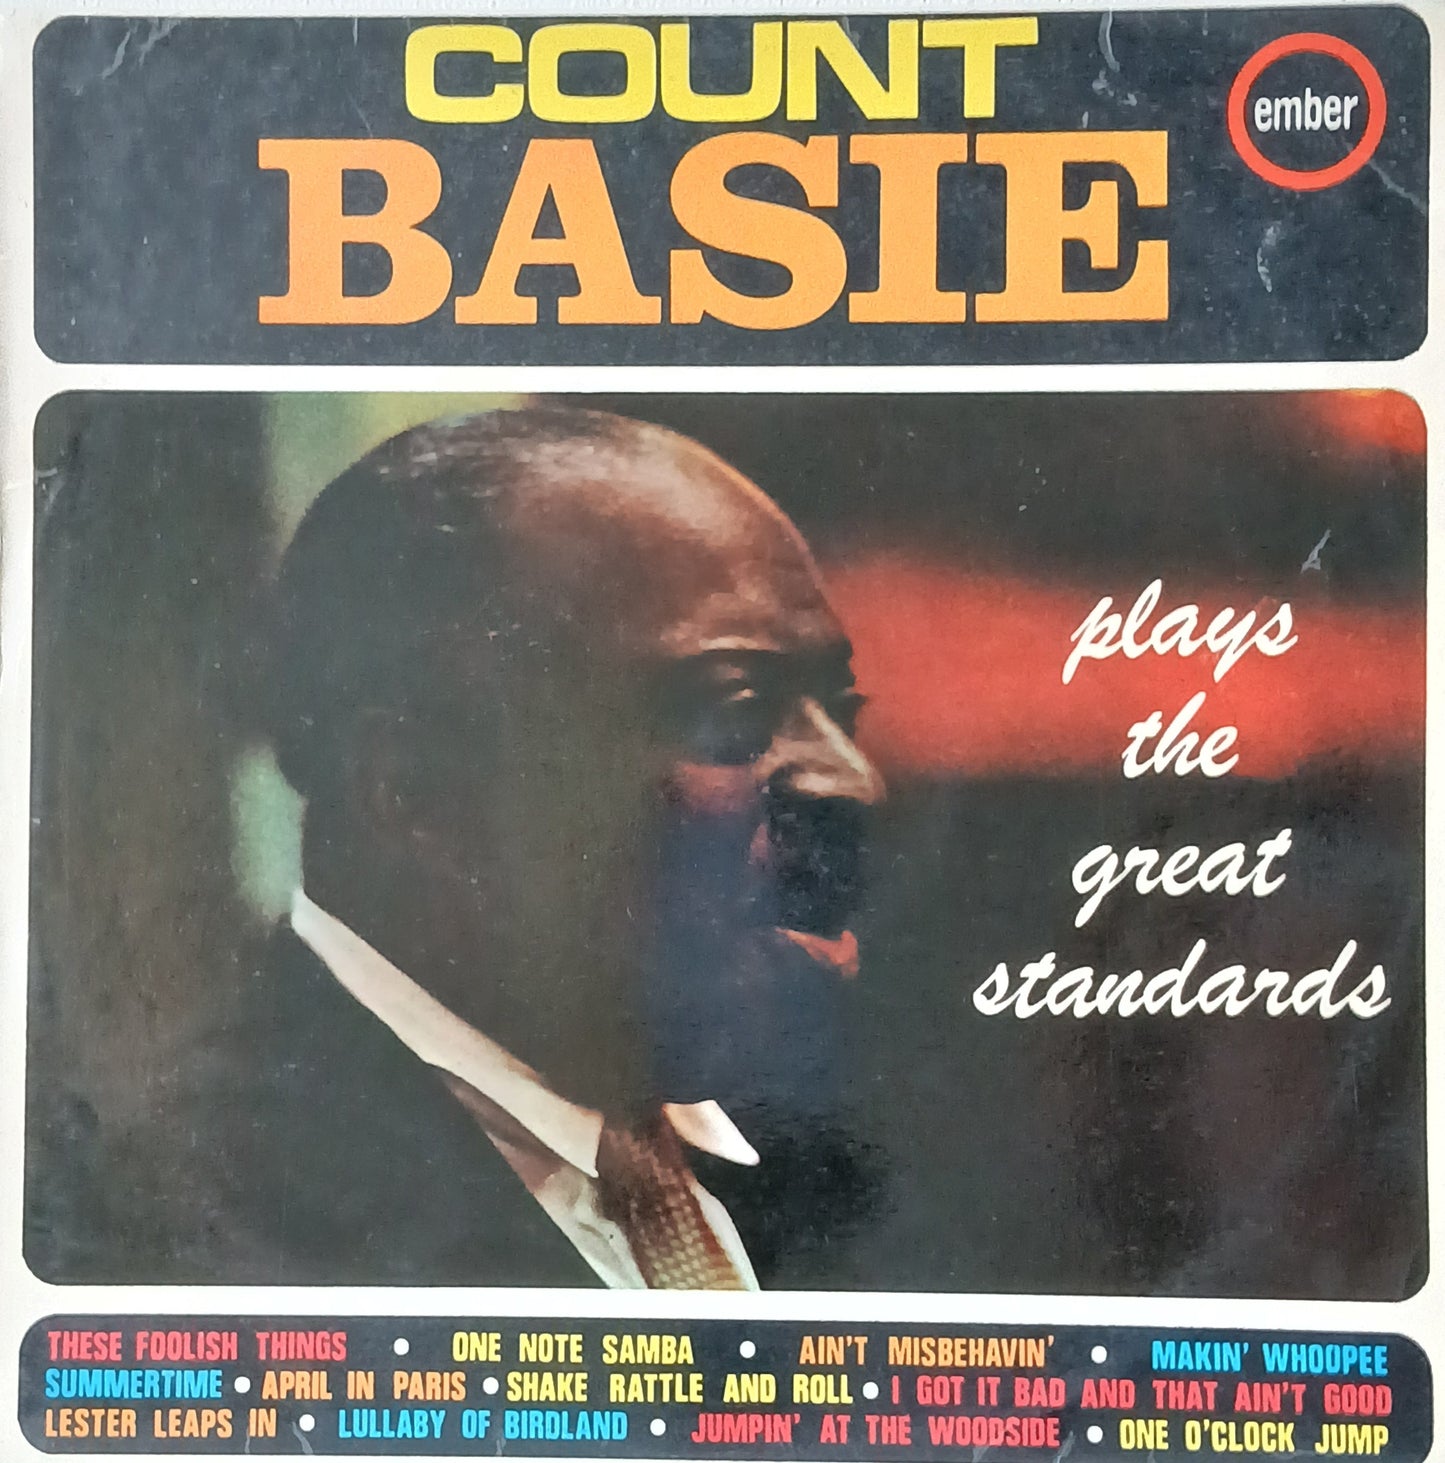 COUNT
BASIE
ember
plays
the
great
standards
THESE FOOLISH THINGS • ONE NOTE SAMBA • AIN'T MISBEHAVIN' • MAKIN' WHOOPEE
SUMMERTIME • APRIL IN PARIS • SHAKE RATTLE AND ROLL • I GOT IT BAD AND THAT AIN'T GOOD
LESTER LEAPS IN • LULLABY OF BIRDLAND • JUMPIN' AT THE WOODSIDE • ONE O'CLOCK JUMP